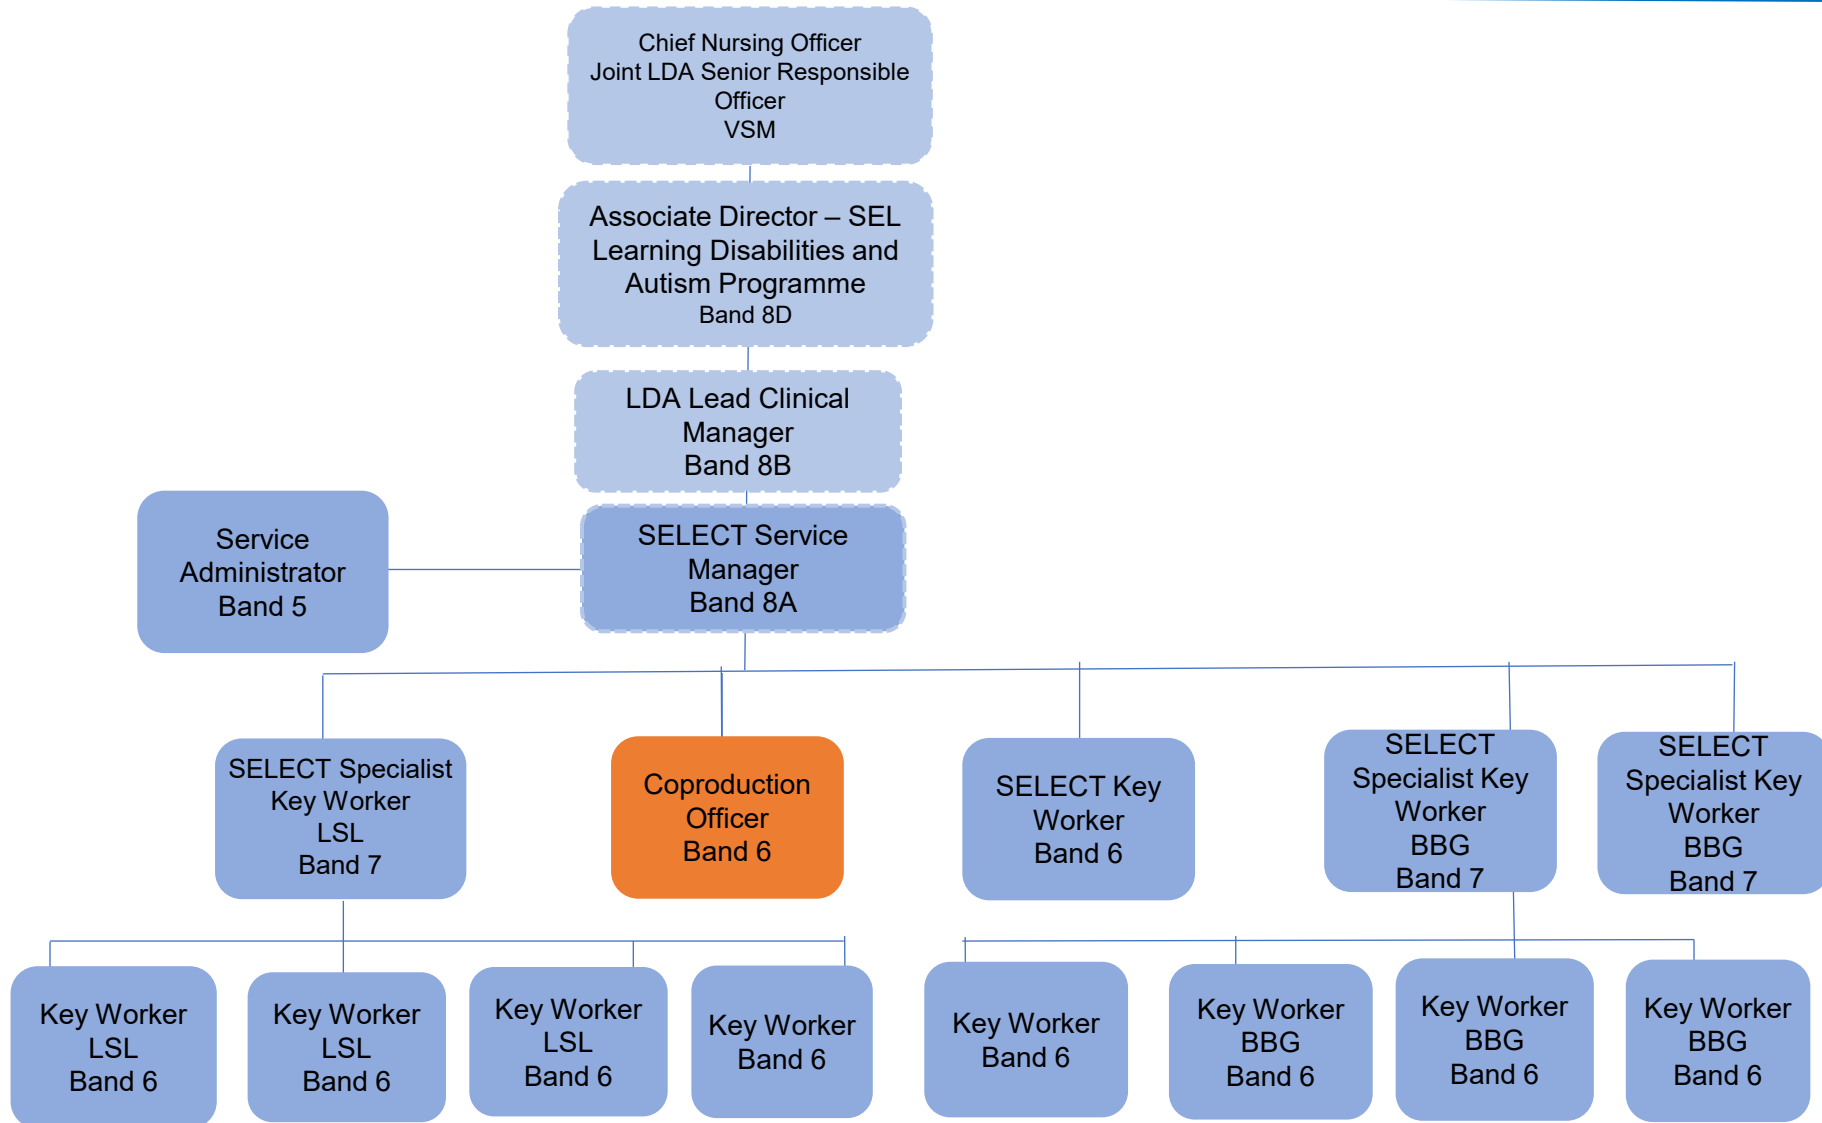 Chief Nursing Officer
Joint LDA Senior Responsible
Officer
VSM
Associate Director – SEL
Learning Disabilities and
Autism Programme
Band 8D
LDA Lead Clinical
Manager
Band 8B
Service
Administrator
Band 5
SELECT Service
Manager
Band 8A
SELECT Specialist
Key Worker
LSL
Band 7
Coproduction
Officer
Band 6
SELECT Key
Worker
Band 6
SELECT
Specialist Key
Worker
BBG
Band 7
SELECT
Specialist Key
Worker
BBG
Band 7
Key Worker
LSL
Band 6
Key Worker
LSL
Band 6
Key Worker
LSL
Band 6
Key Worker
Band 6
Key Worker
Band 6
Key Worker
BBG
Band 6
Key Worker
BBG
Band 6
Key Worker
BBG
Band 6